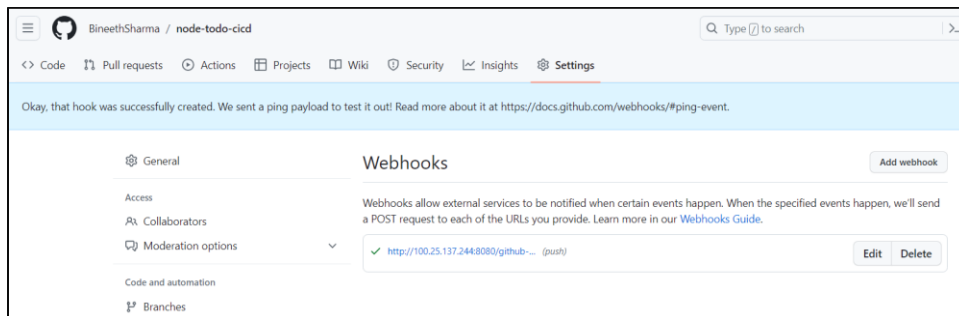 BineethSharma / node-todo-cicd
Type / to search
>_
<> Code Pull requests Actions Projects Wiki Security Insights Settings
Okay, that hook was successfully created. We sent a ping payload to test it out! Read more about it at https://docs.github.com/webhooks/#ping-event.
General
Access
Collaborators
Moderation options
Code and automation
Branches
Webhooks
Add webhook
Webhooks allow external services to be notified when certain events happen. When the specified events happen, we'll send
a POST request to each of the URLs you provide. Learn more in our Webhooks Guide.
http://100.25.137.244:8080/github-... (push)
Edit Delete